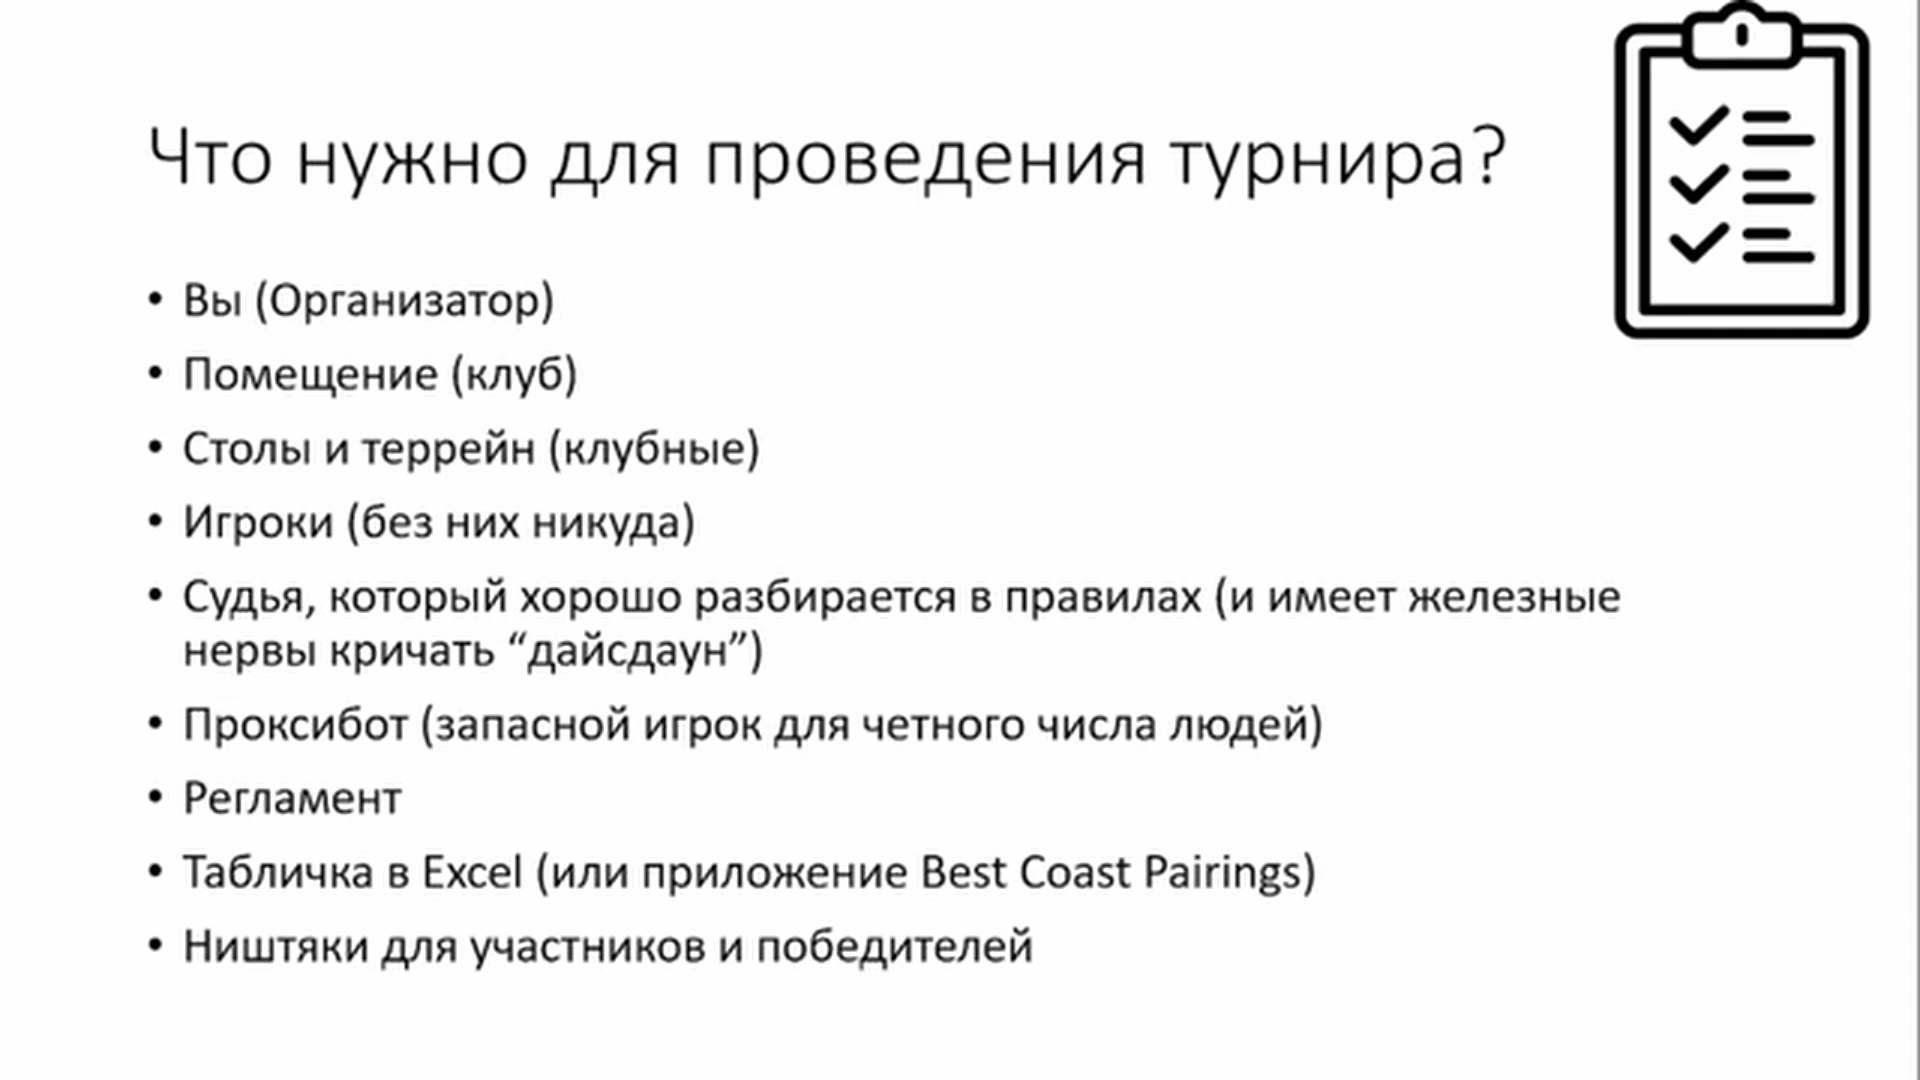 Что нужно для проведения турнира?
• Вы (Организатор)
• Помещение (клуб)
• Столы и террейн (клубные)
• Игроки (без них никуда)
• Судья, который хорошо разбирается в правилах (и имеет железные
нервы кричать “дайсдаун”)
• Проксибот (запасной игрок для четного числа людей)
• Регламент
• Табличка в Excel (или приложение Best Coast Pairings)
• Ништяки для участников и победителей